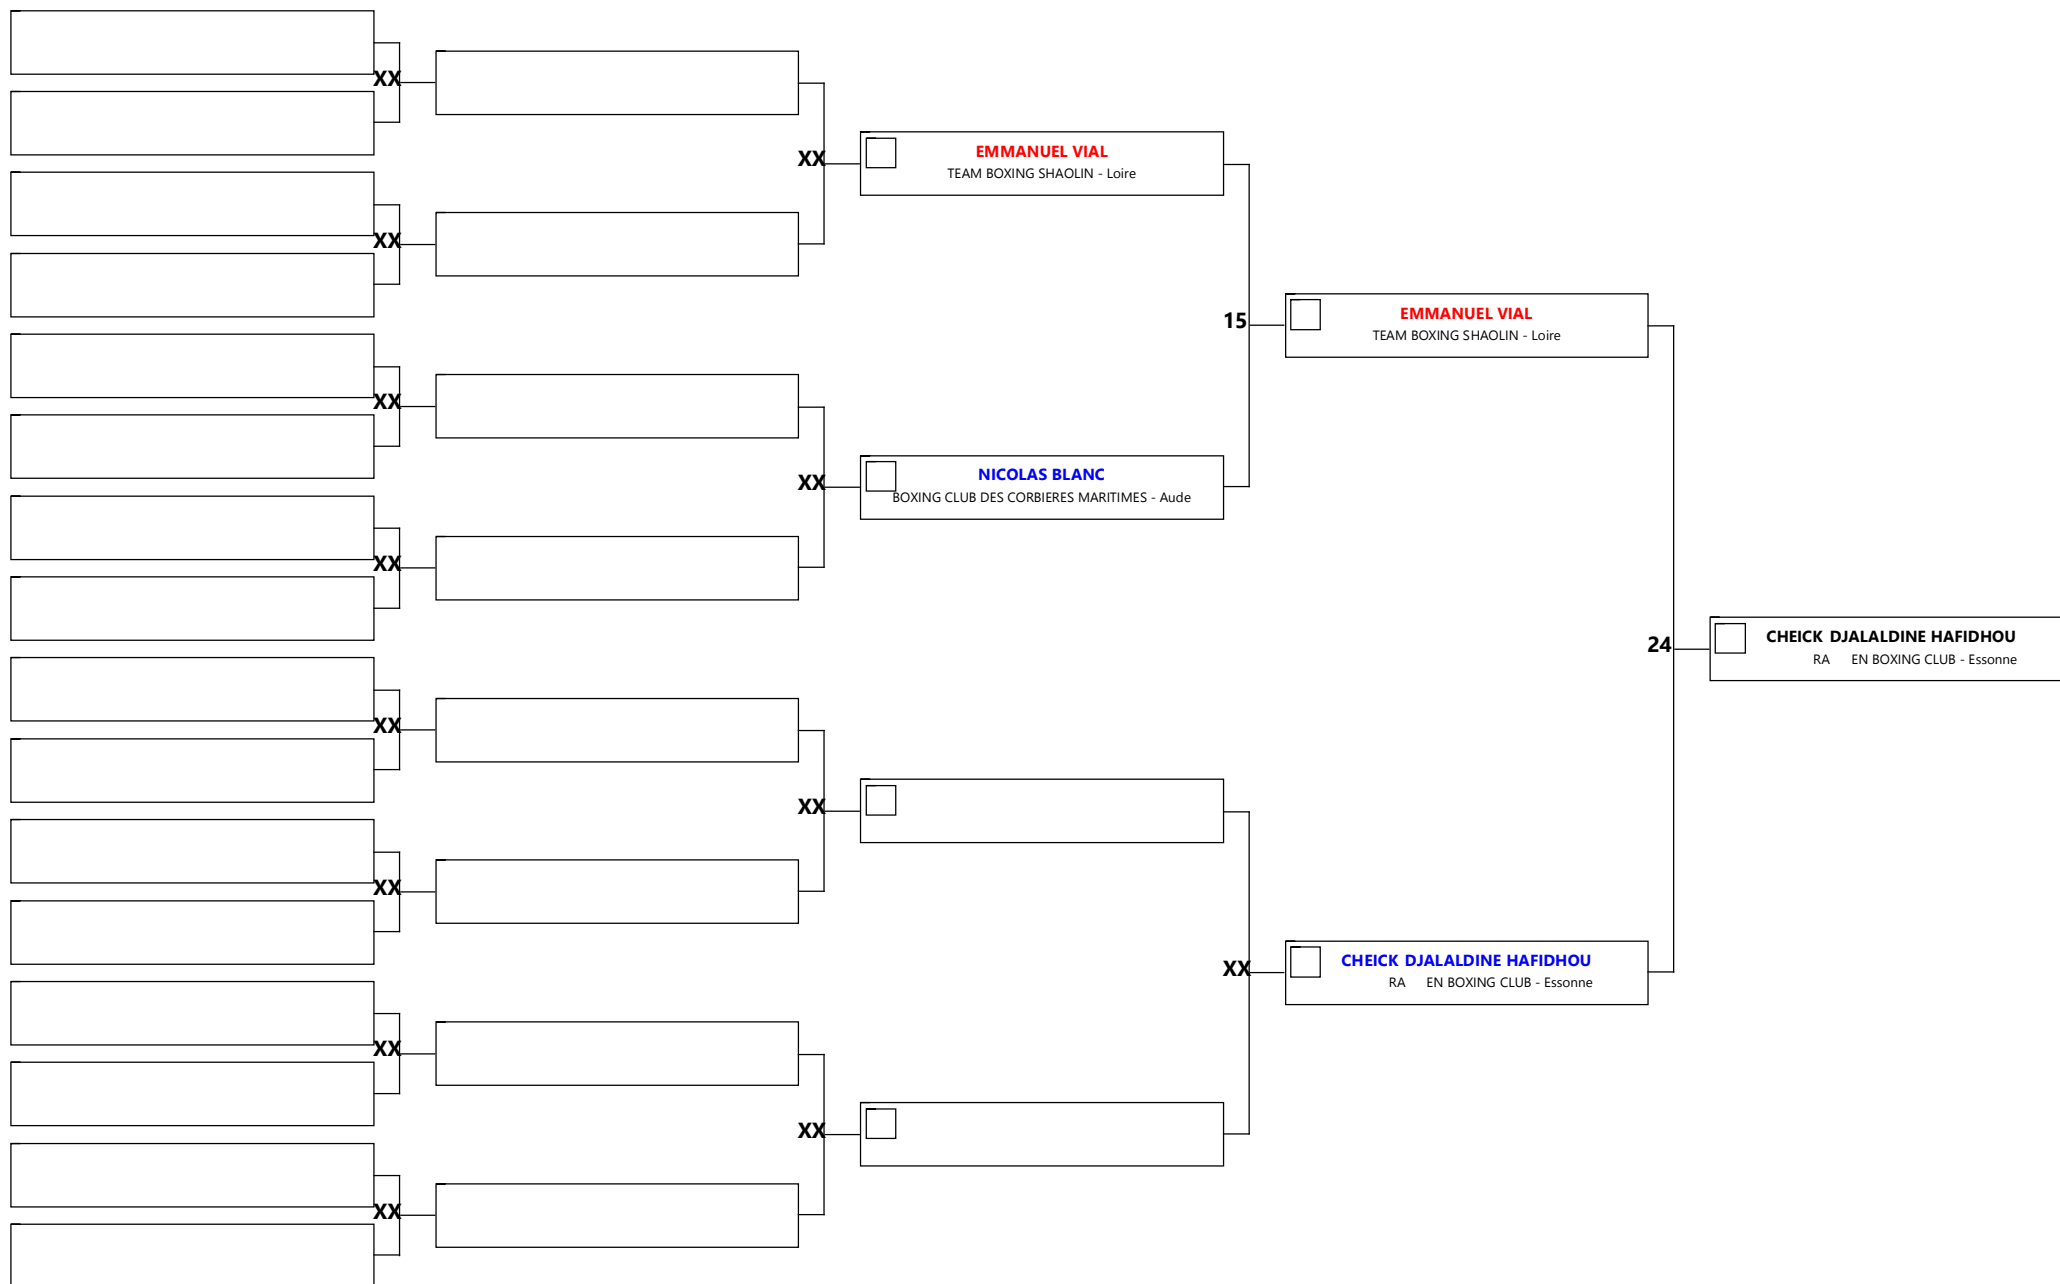 XX
XX
EMMANUEL VIAL
TEAM BOXING SHAOLIN - Loire
XX
15
EMMANUEL VIAL
TEAM BOXING SHAOLIN - Loire
XX
XX
NICOLAS BLANC
BOXING CLUB DES CORBIERES MARITIMES - Aude
XX
24
CHEICK DJALALDINE HAFIDHOU
RA EN BOXING CLUB - Essonne
XX
XX
XX
XX
CHEICK DJALALDINE HAFIDHOU
RA EN BOXING CLUB - Essonne
XX
XX
XX